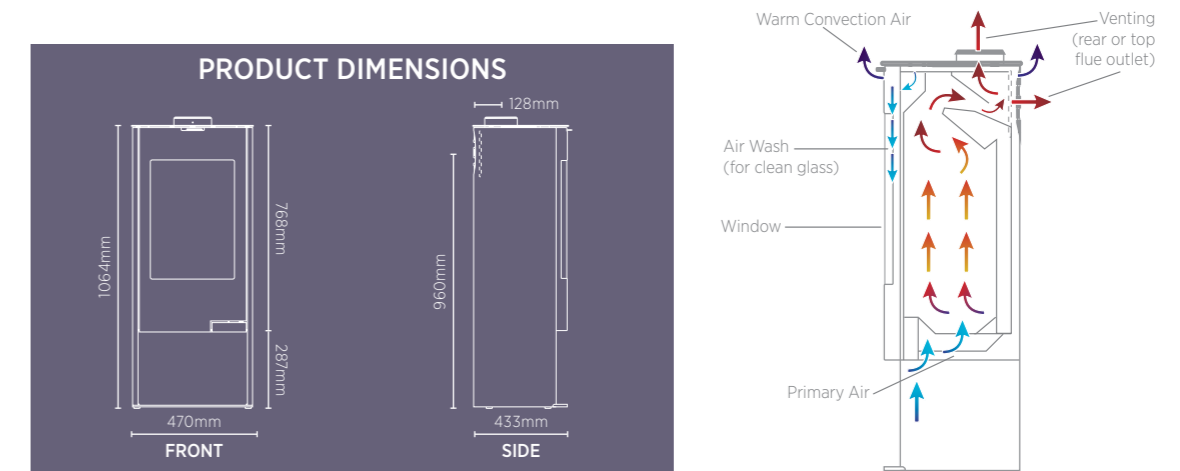 PRODUCT DIMENSIONS
128mm
1064mm
768mm
287mm
470mm
FRONT
960mm
433mm
SIDE
Warm Convection Air
Venting
(rear or top
flue outlet)
Air Wash
(for clean glass)
Window
Primary Air